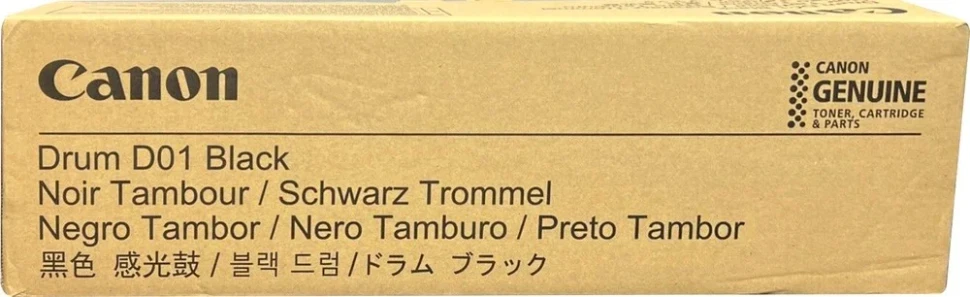 Canon
CANON
GENUINE
TONER, CARTRIDGE
& PARTS
Drum D01 Black
Noir Tambour / Schwarz Trommel
Negro Tambor / Nero Tamburo / Preto Tambor
黑色 感光鼓 / 블랙 드럼 /ドラム ブラック
Canon